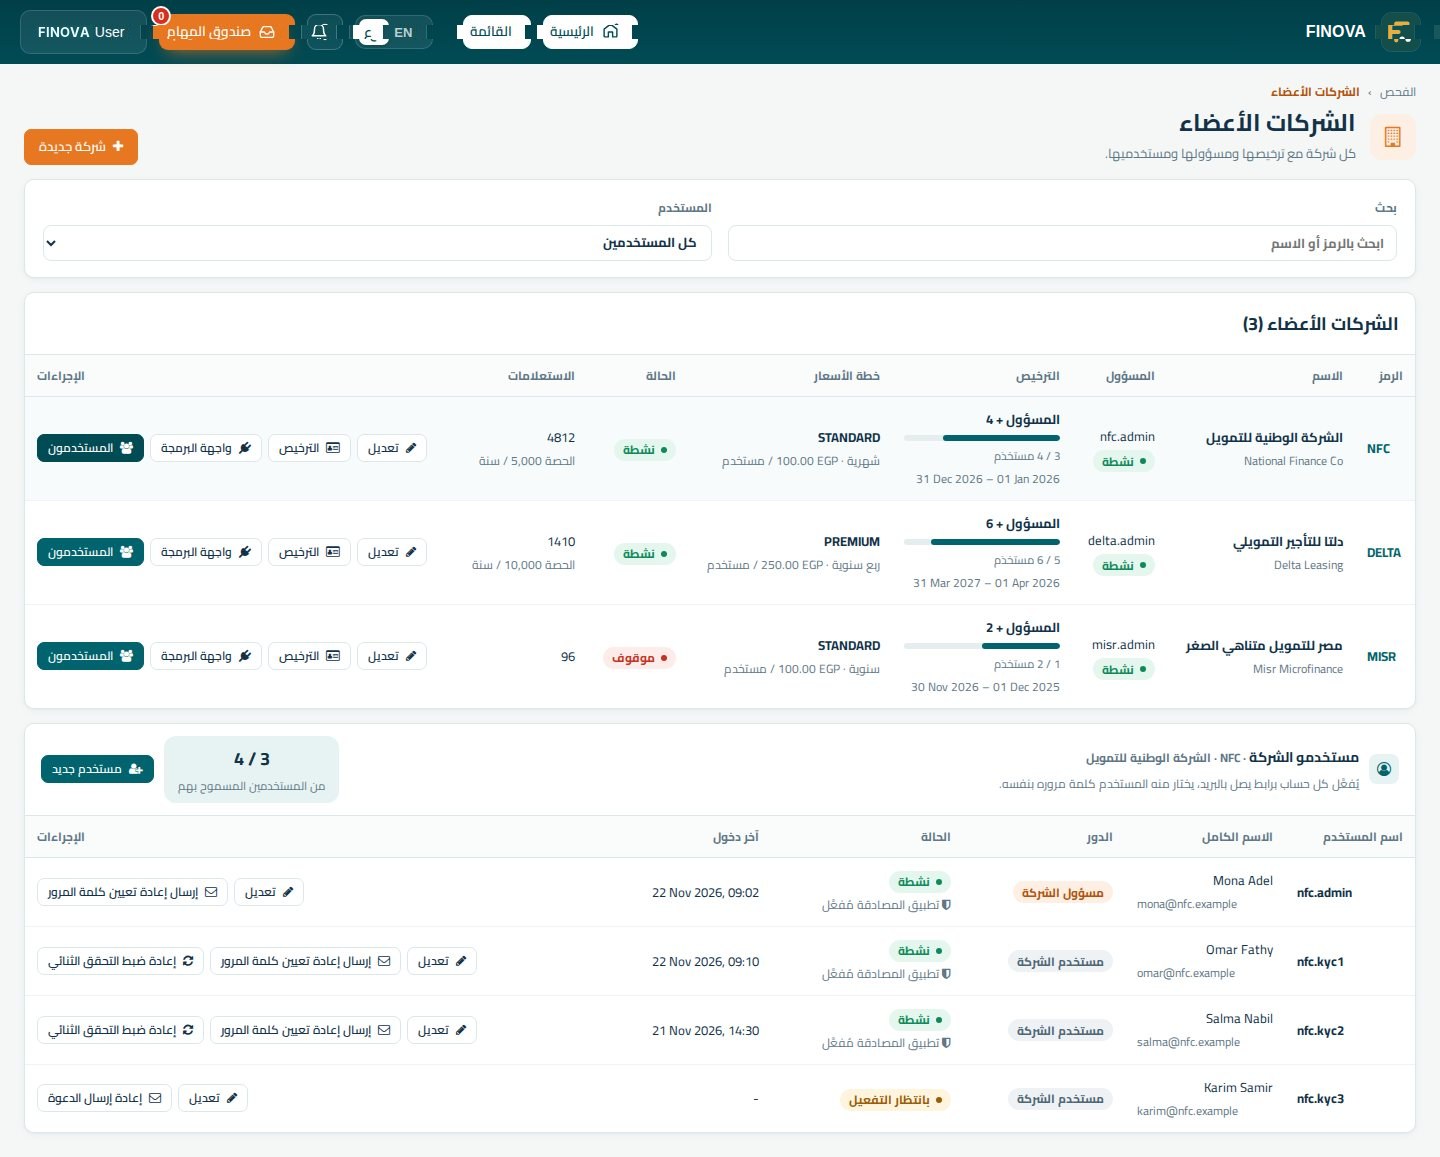 FINOVA
الرئيسية
القائمة
EN
ع
0
صندوق المهام
FINOVA User
الفحص › الشركات الأعضاء
الشركات الأعضاء
كل شركة مع ترخيصها ومسؤولها ومستخدميها.
شركة جديدة
بحث
المستخدم
ابحث بالرمز أو الاسم
كل المستخدمين
الشركات الأعضاء (3)
الرمز الاسم المسؤول الترخيص خطة الأسعار الحالة الاستعلامات الإجراءات
NFC
الشركة الوطنية للتمويل
National Finance Co
nfc.admin
نشطة
المسؤول + 4
3 / 4 مستخدم
01 Jan 2026 – 31 Dec 2026
STANDARD
شهرية · 100.00 EGP / مستخدم
نشطة
4812
الحصة 5,000 / سنة
تعديل
الترخيص
واجهة البرمجة
المستخدمون
DELTA
دلتا للتأجير التمويلي
Delta Leasing
delta.admin
نشطة
المسؤول + 6
5 / 6 مستخدم
01 Apr 2026 – 31 Mar 2027
PREMIUM
ربع سنوية · 250.00 EGP / مستخدم
نشطة
1410
الحصة 10,000 / سنة
تعديل
الترخيص
واجهة البرمجة
المستخدمون
MISR
مصر للتمويل متناهي الصغر
Misr Microfinance
misr.admin
نشطة
المسؤول + 2
1 / 2 مستخدم
01 Dec 2025 – 30 Nov 2026
STANDARD
سنوية · 100.00 EGP / مستخدم
موقوف
96
تعديل
الترخيص
واجهة البرمجة
المستخدمون
مستخدمو الشركة · NFC · الشركة الوطنية للتمويل
يُفعَّل كل حساب برابط يصل بالبريد، يختار منه المستخدم كلمة مروره بنفسه.
3 / 4
من المستخدمين المسموح بهم
مستخدم جديد
اسم المستخدم الاسم الكامل الدور الحالة آخر دخول الإجراءات
nfc.admin
Mona Adel
mona@nfc.example
مسؤول الشركة
نشطة
تطبيق المصادقة مُفعَّل
22 Nov 2026, 09:02
تعديل
إرسال إعادة تعيين كلمة المرور
nfc.kyc1
Omar Fathy
omar@nfc.example
مستخدم الشركة
نشطة
تطبيق المصادقة مُفعَّل
22 Nov 2026, 09:10
تعديل
إرسال إعادة تعيين كلمة المرور
إعادة ضبط التحقق الثنائي
nfc.kyc2
Salma Nabil
salma@nfc.example
مستخدم الشركة
نشطة
تطبيق المصادقة مُفعَّل
21 Nov 2026, 14:30
تعديل
إرسال إعادة تعيين كلمة المرور
إعادة ضبط التحقق الثنائي
nfc.kyc3
Karim Samir
karim@nfc.example
مستخدم الشركة
بانتظار التفعيل
-
تعديل
إعادة إرسال الدعوة